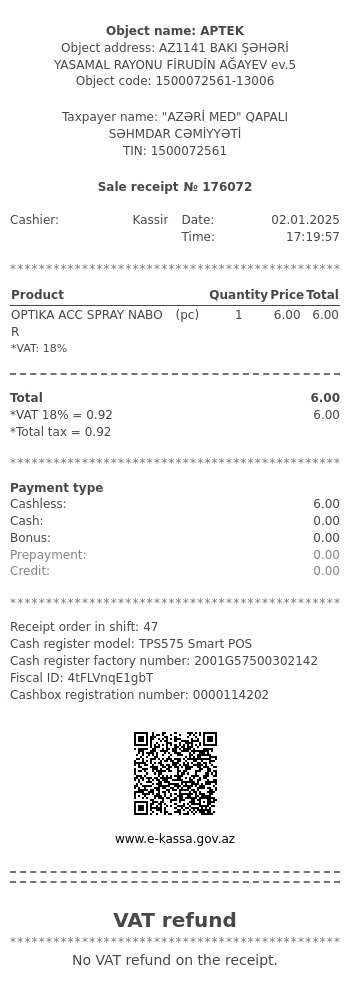 Object name: APTEK
Object address: AZ1141 BAKI ŞƏHƏRİ
YASAMAL RAYONU FİRUDİN AĞAYEV ev.5
Object code: 1500072561-13006
Taxpayer name: "AZƏRİ MED" QAPALI
SƏHMDAR CƏMİYYƏTİ
TIN: 1500072561
Sale receipt № 176072
Cashier: Kassir Date: 02.01.2025
Time: 17:19:57
********************************************
Product Quantity Price Total
OPTIKA ACC SPRAY NABO (pc) 1 6.00 6.00
R
*VAT: 18%
Total 6.00
*VAT 18% = 0.92 6.00
*Total tax = 0.92
********************************************
Payment type
Cashless: 6.00
Cash: 0.00
Bonus: 0.00
Prepayment: 0.00
Credit: 0.00
********************************************
Receipt order in shift: 47
Cash register model: TPS575 Smart POS
Cash register factory number: 2001G57500302142
Fiscal ID: 4tFLVnqE1gbT
Cashbox registration number: 0000114202
www.e-kassa.gov.az
VAT refund
********************************************
No VAT refund on the receipt.